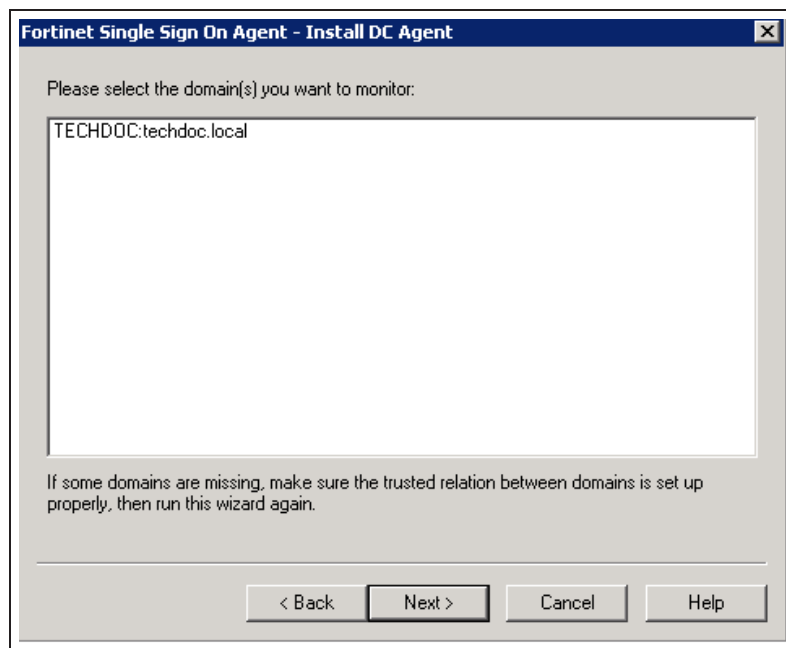 Fortinet Single Sign On Agent - Install DC Agent
Please select the domain(s) you want to monitor:
TECHDOC:techdoc.local
If some domains are missing, make sure the trusted relation between domains is set up
properly, then run this wizard again.
< Back Next > Cancel Help